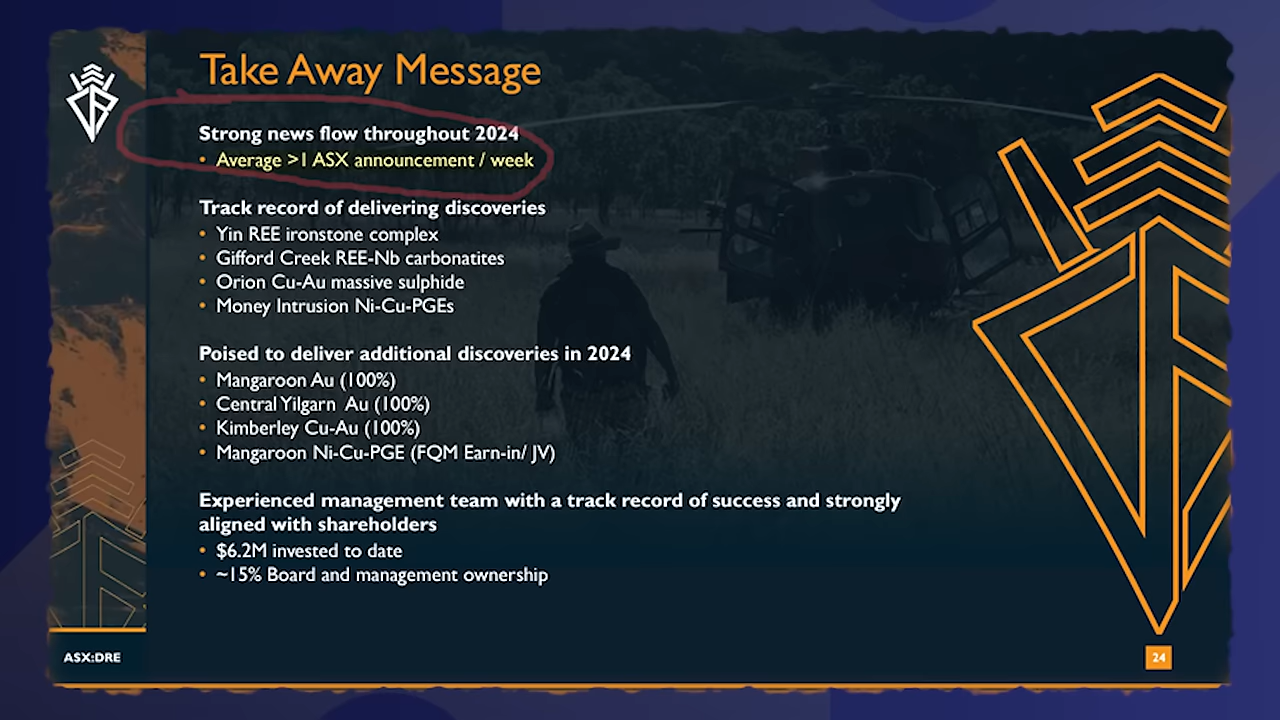 Take Away Message
Strong news flow throughout 2024
• Average >1 ASX announcement / week
Track record of delivering discoveries
• Yin REE ironstone complex
• Gifford Creek REE-Nb carbonatites
• Orion Cu-Au massive sulphide
• Money Intrusion Ni-Cu-PGEs
Poised to deliver additional discoveries in 2024
• Mangaroon Au (100%)
• Central Yilgarn Au (100%)
• Kimberley Cu-Au (100%)
• Mangaroon Ni-Cu-PGE (FQM Earn-in/ JV)
Experienced management team with a track record of success and strongly
aligned with shareholders
• $6.2M invested to date
• ~15% Board and management ownership
ASX:DRE
24